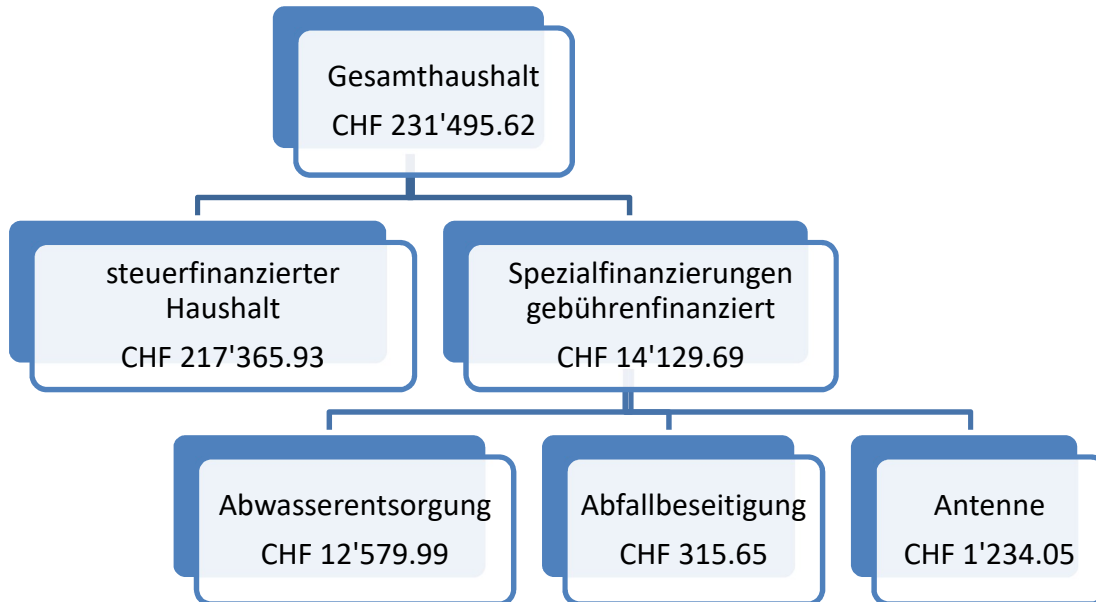 Gesamthaushalt
CHF 231'495.62
steuerfinanzierter
Haushalt
CHF 217'365.93
Spezialfinanzierungen
gebührenfinanziert
CHF 14'129.69
Abwasserentsorgung
CHF 12'579.99
Abfallbeseitigung
CHF 315.65
Antenne
CHF 1'234.05